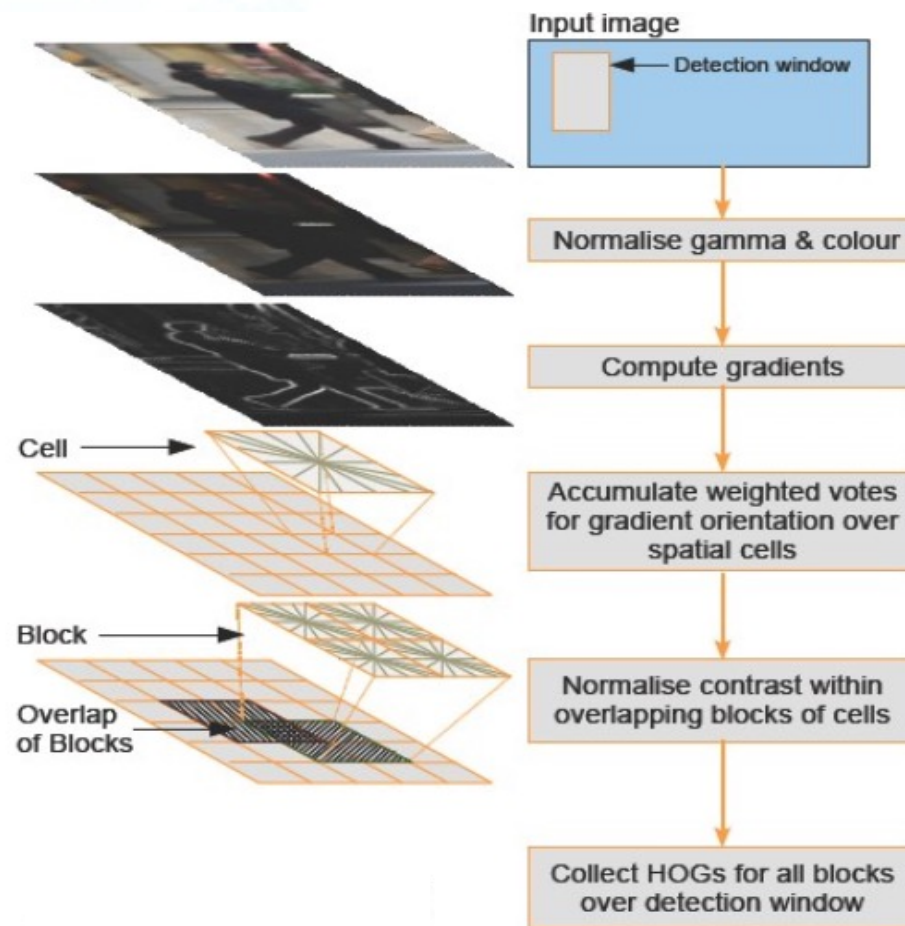 Input image
Detection window
Normalise gamma & colour
Compute gradients
Cell
Accumulate weighted votes
for gradient orientation over
spatial cells
Block
Overlap
of Blocks
Normalise contrast within
overlapping blocks of cells
Collect HOGs for all blocks
over detection window